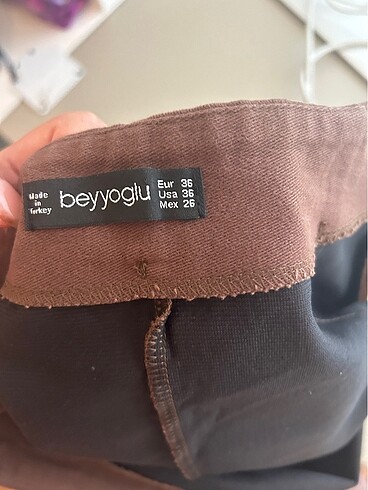 Made
in
Turkey
beyyoglu
Eur 36
Usa 36
Mex 26